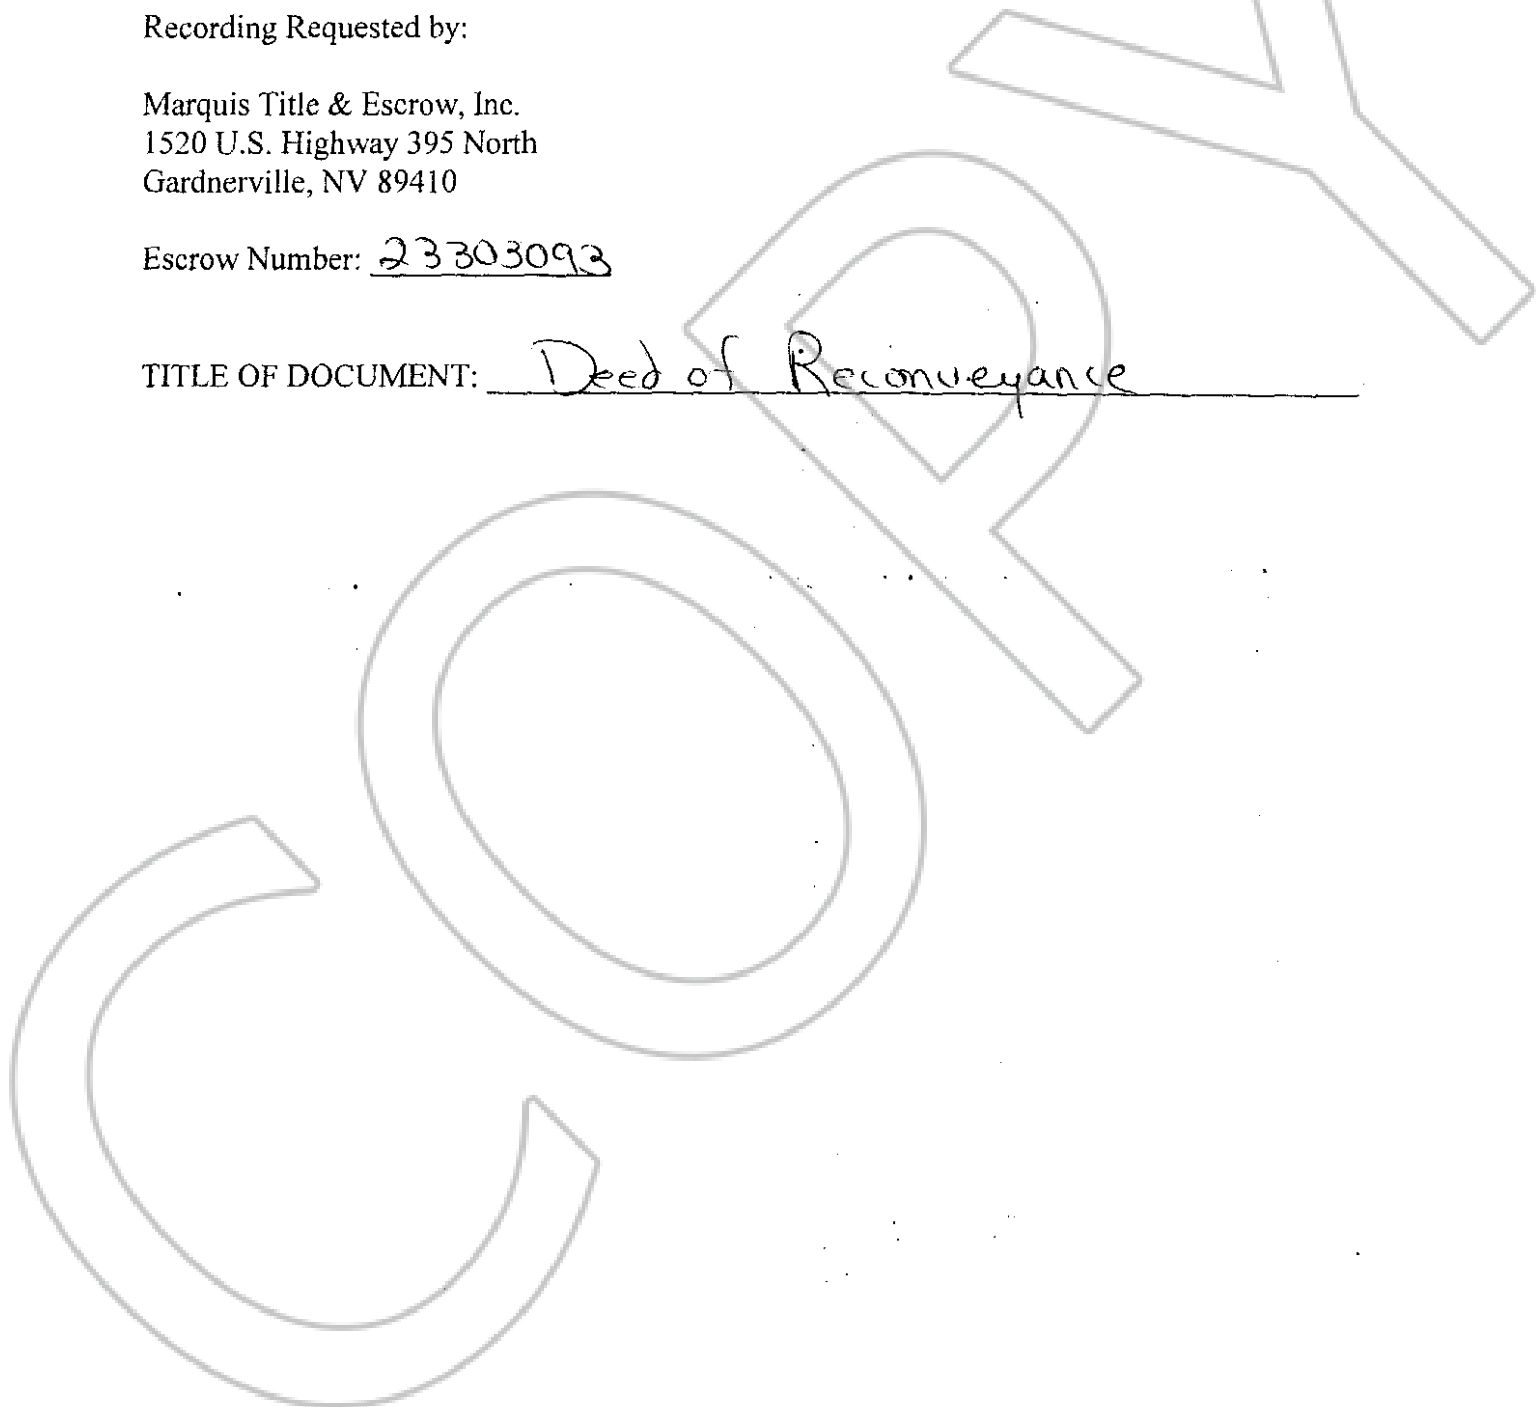 Recording Requested by:
Marquis Title & Escrow, Inc.
1520 U.S. Highway 395 North
Gardnerville, NV 89410
Escrow Number: 23303093
TITLE OF DOCUMENT: Deed of Reconveyance
COPY